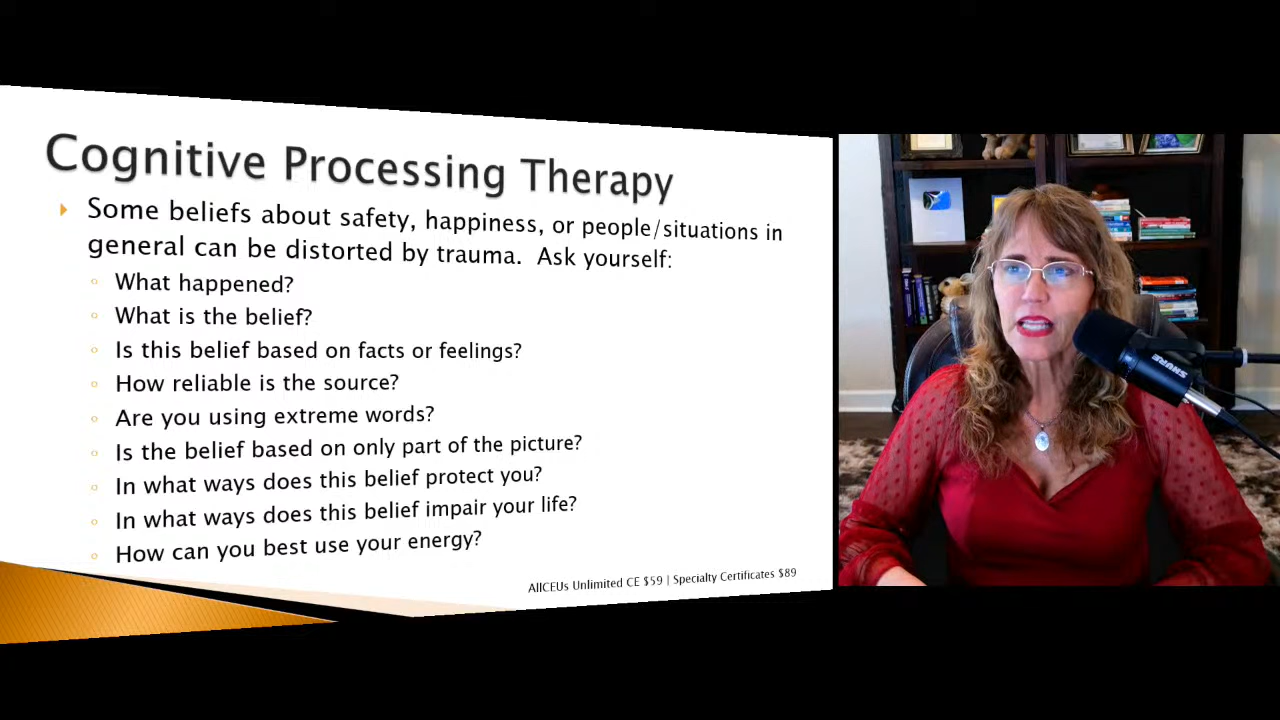 Cognitive Processing Therapy
Some beliefs about safety, happiness, or people/situations in
general can be distorted by trauma.  Ask yourself:
What happened?
What is the belief?
Is this belief based on facts or feelings?
How reliable is the source?
Are you using extreme words?
Is the belief based on only part of the picture?
In what ways does this belief protect you?
In what ways does this belief impair your life?
How can you best use your energy?
AllCEUs Unlimited CE $59 | Specialty Certificates $89
SHURE